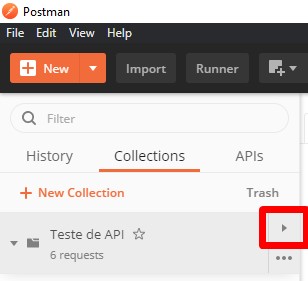 Postman
File Edit View Help
New Import Runner
Filter
History Collections APIs
+ New Collection Trash
Teste de API
6 requests